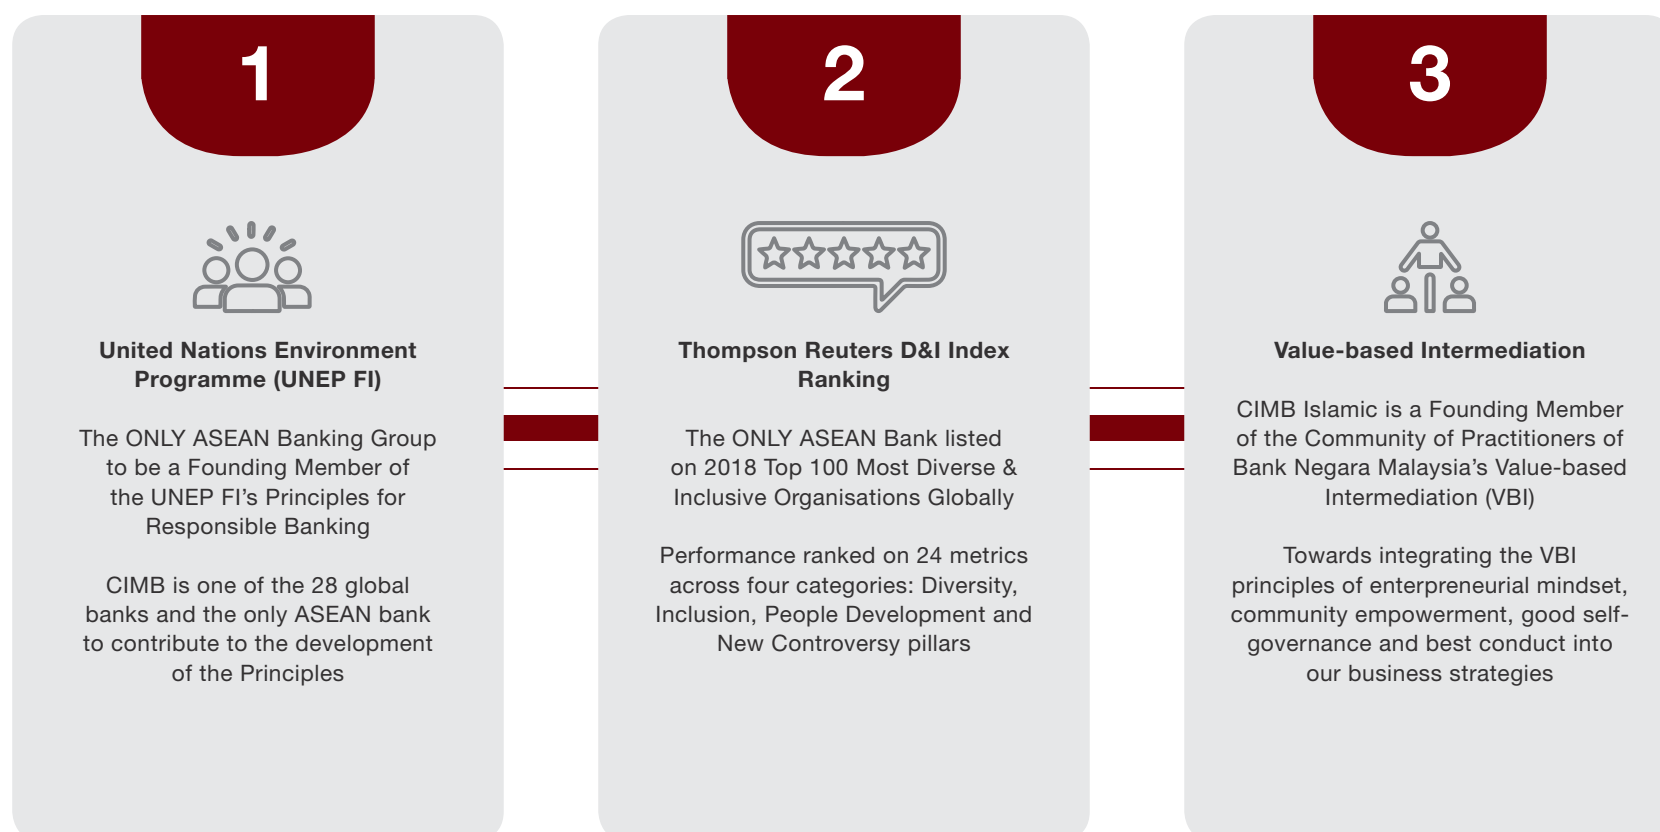 1
United Nations Environment
Programme (UNEP FI)
The ONLY ASEAN Banking Group
to be a Founding Member of
the UNEP FI's Principles for
Responsible Banking
CIMB is one of the 28 global
banks and the only ASEAN bank
to contribute to the development
of the Principles
2
Thompson Reuters D&I Index
Ranking
The ONLY ASEAN Bank listed
on 2018 Top 100 Most Diverse &
Inclusive Organisations Globally
Performance ranked on 24 metrics
across four categories: Diversity,
Inclusion, People Development and
New Controversy pillars
3
Value-based Intermediation
CIMB Islamic is a Founding Member
of the Community of Practitioners of
Bank Negara Malaysia's Value-based
Intermediation (VBI)
Towards integrating the VBI
principles of enterpreneurial mindset,
community empowerment, good self-
governance and best conduct into
our business strategies